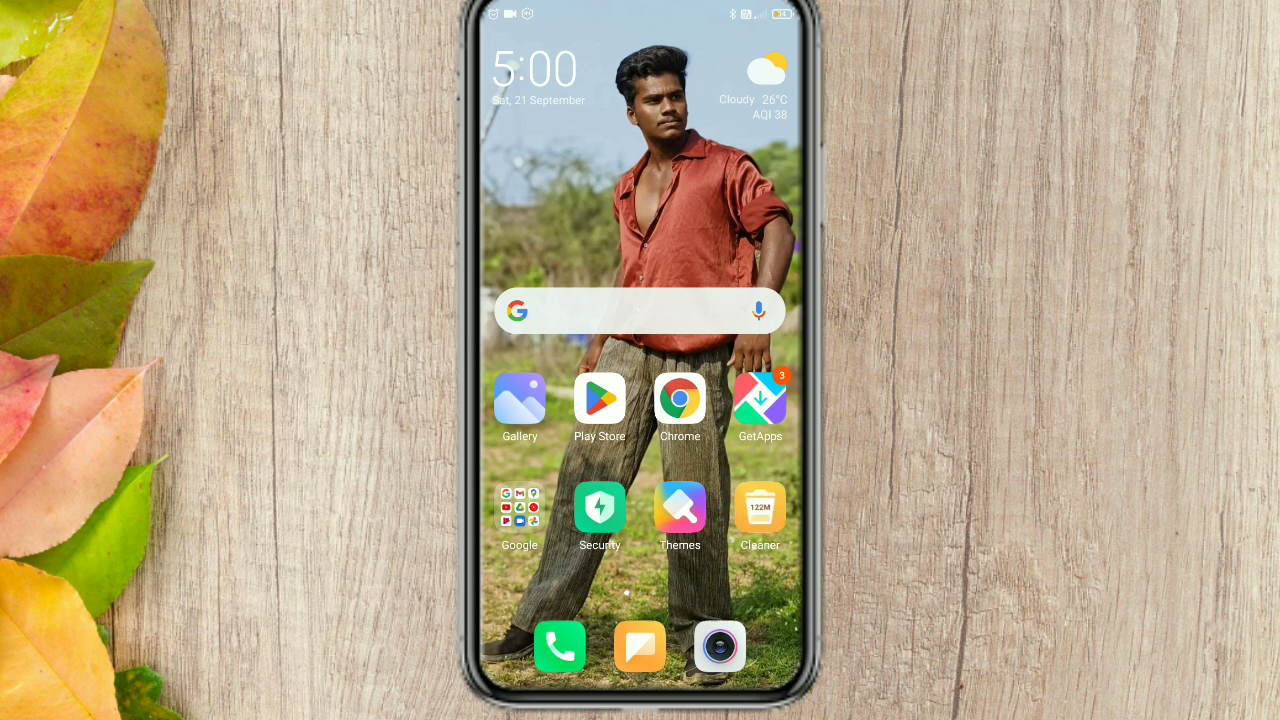 5:00
Sat, 21 September
Cloudy 26°C
AQI 38
3
Gallery
Play Store
Chrome
GetApps
122M
Google
Security
Themes
Cleaner